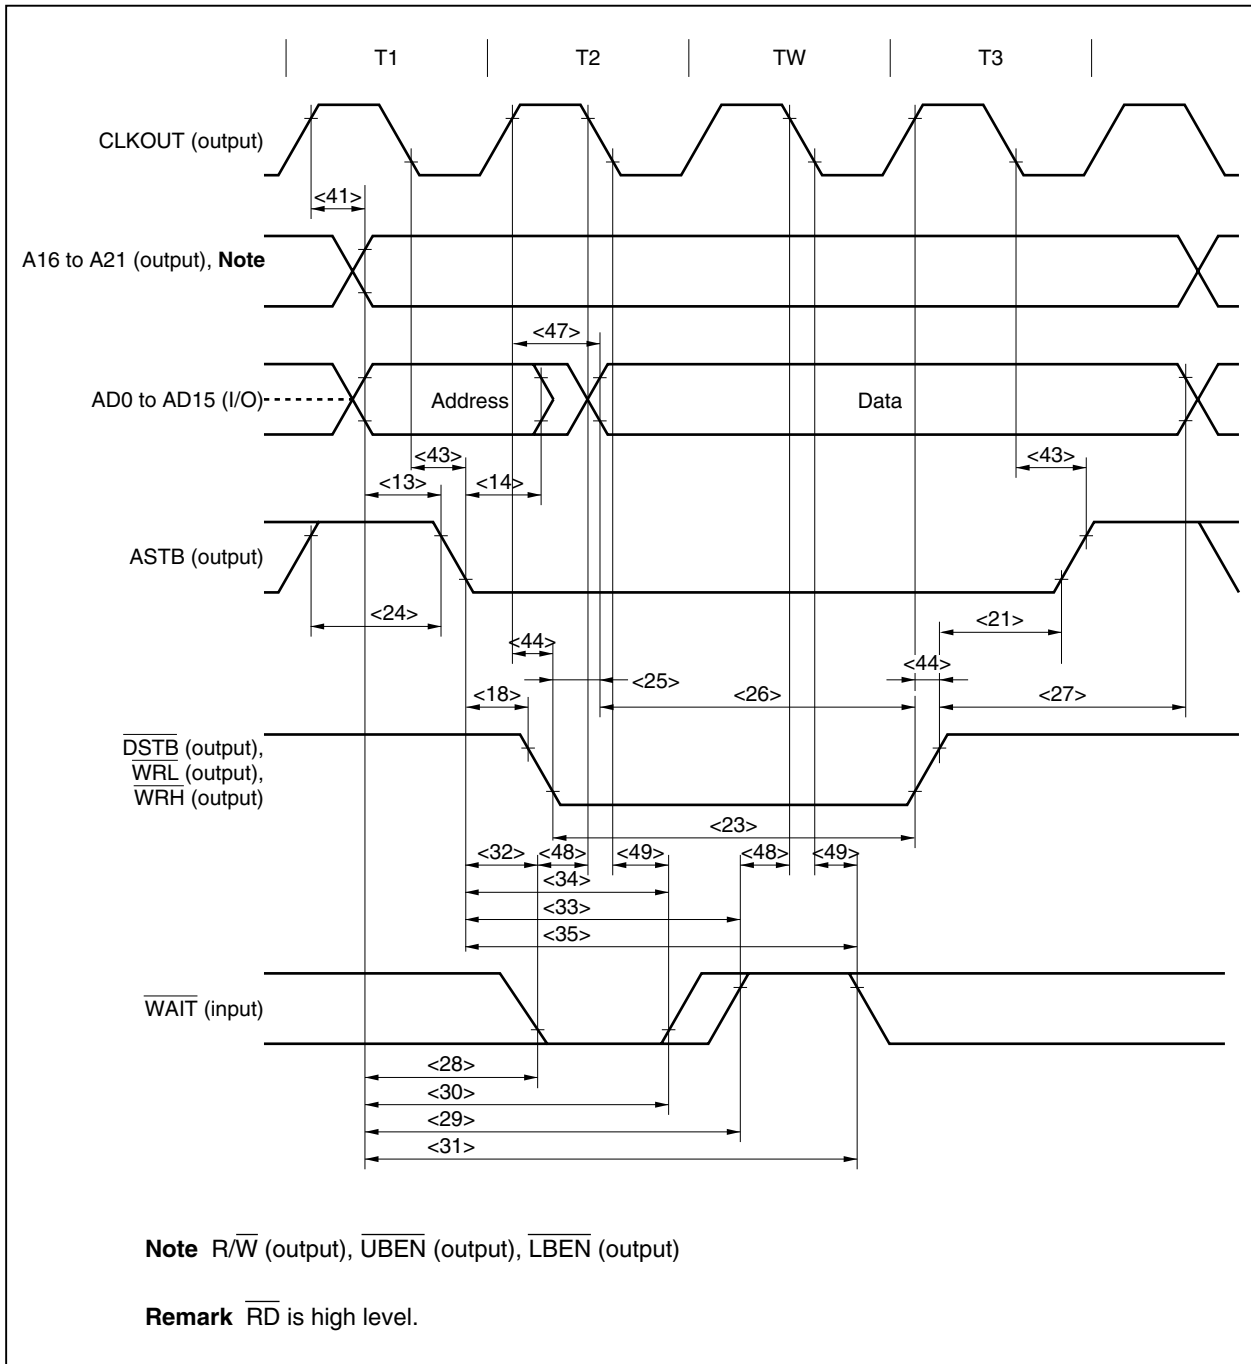 T1 T2 TW T3
CLKOUT (output)
<41>
A16 to A21 (output), Note
<47>
AD0 to AD15 (I/O) Address Data
<43> <43>
<13> <14>
ASTB (output)
<24> <21>
<44> <44>
<25>
<18> <26> <27>
DSTB (output),
WRL (output),
WRH (output)
<23>
<32> <48> <49> <48> <49>
<34>
<33>
<35>
WAIT (input)
<28>
<30>
<29>
<31>
Note R/W (output), UBEN (output), LBEN (output)
Remark RD is high level.